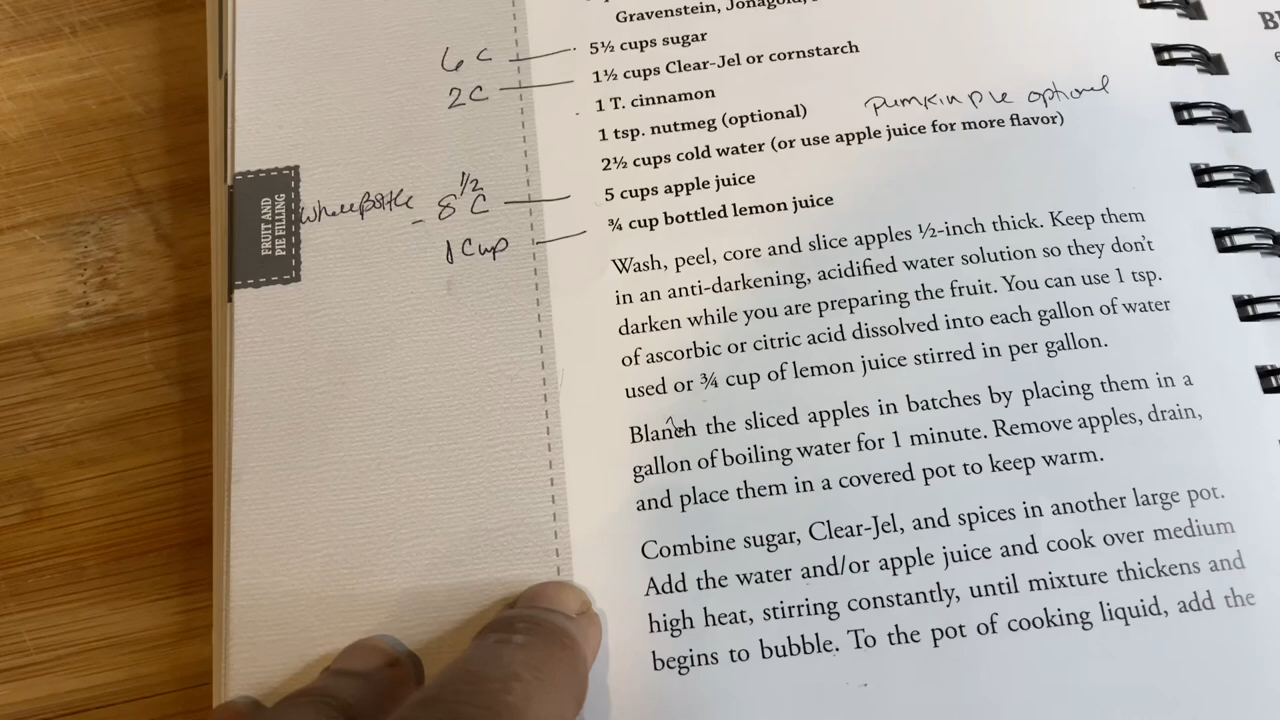 Gravenstein, Jonagold,
6 C
5½ cups sugar
2 C
1½ cups Clear-Jel or cornstarch
1 T. cinnamon
1 tsp. nutmeg (optional)
Pumkin pie optional
2½ cups cold water (or use apple juice for more flavor)
whole Bottle - 8 1/2 C
5 cups apple juice
1 Cup
¾ cup bottled lemon juice
FRUIT AND
PIE FILLING
Wash, peel, core and slice apples ½-inch thick. Keep them
in an anti-darkening, acidified water solution so they don't
darken while you are preparing the fruit. You can use 1 tsp.
of ascorbic or citric acid dissolved into each gallon of water
used or ¾ cup of lemon juice stirred in per gallon.
Blanch the sliced apples in batches by placing them in a
gallon of boiling water for 1 minute. Remove apples, drain,
and place them in a covered pot to keep warm.
Combine sugar, Clear-Jel, and spices in another large pot.
Add the water and/or apple juice and cook over medium
high heat, stirring constantly, until mixture thickens and
begins to bubble. To the pot of cooking liquid, add the